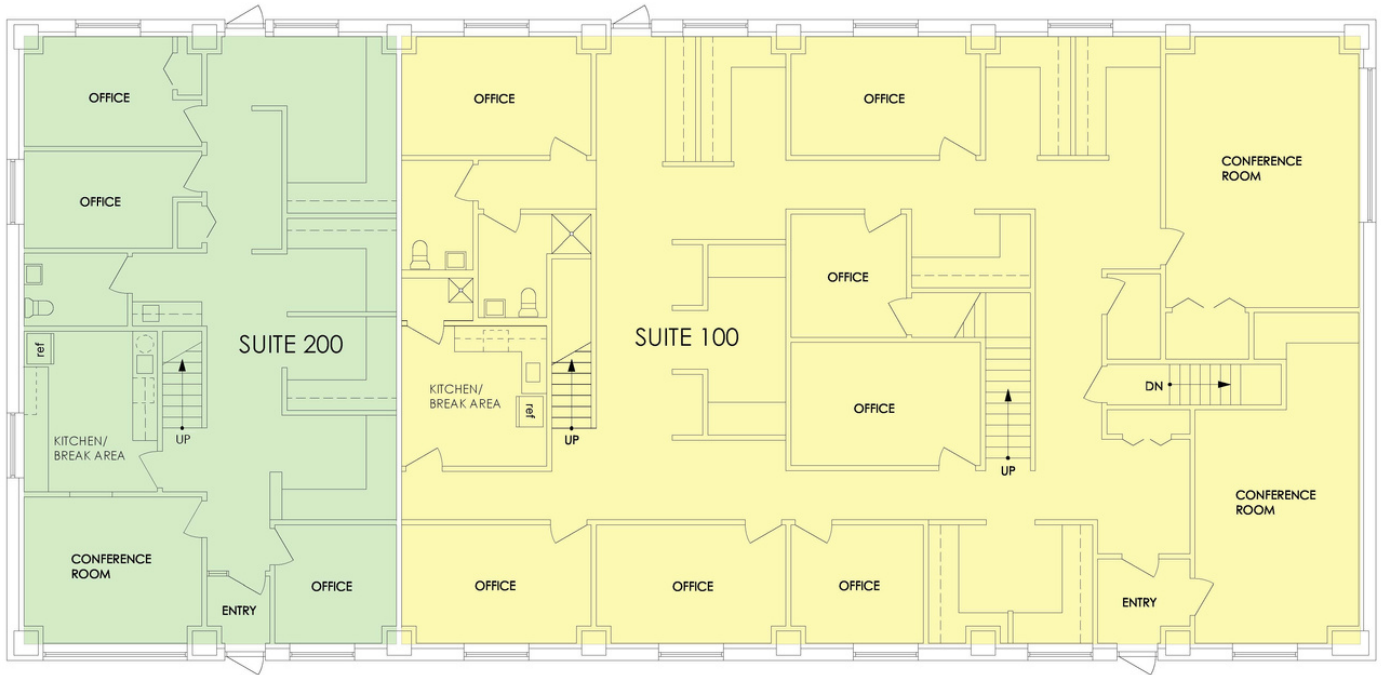 OFFICE
OFFICE
OFFICE
CONFERENCE
ROOM
OFFICE
OFFICE
SUITE 200
SUITE 100
ref
KITCHEN/
BREAK AREA
ref
UP
KITCHEN/
BREAK AREA
UP
OFFICE
DN
UP
CONFERENCE
ROOM
CONFERENCE
ROOM
OFFICE
ENTRY
OFFICE
OFFICE
OFFICE
ENTRY